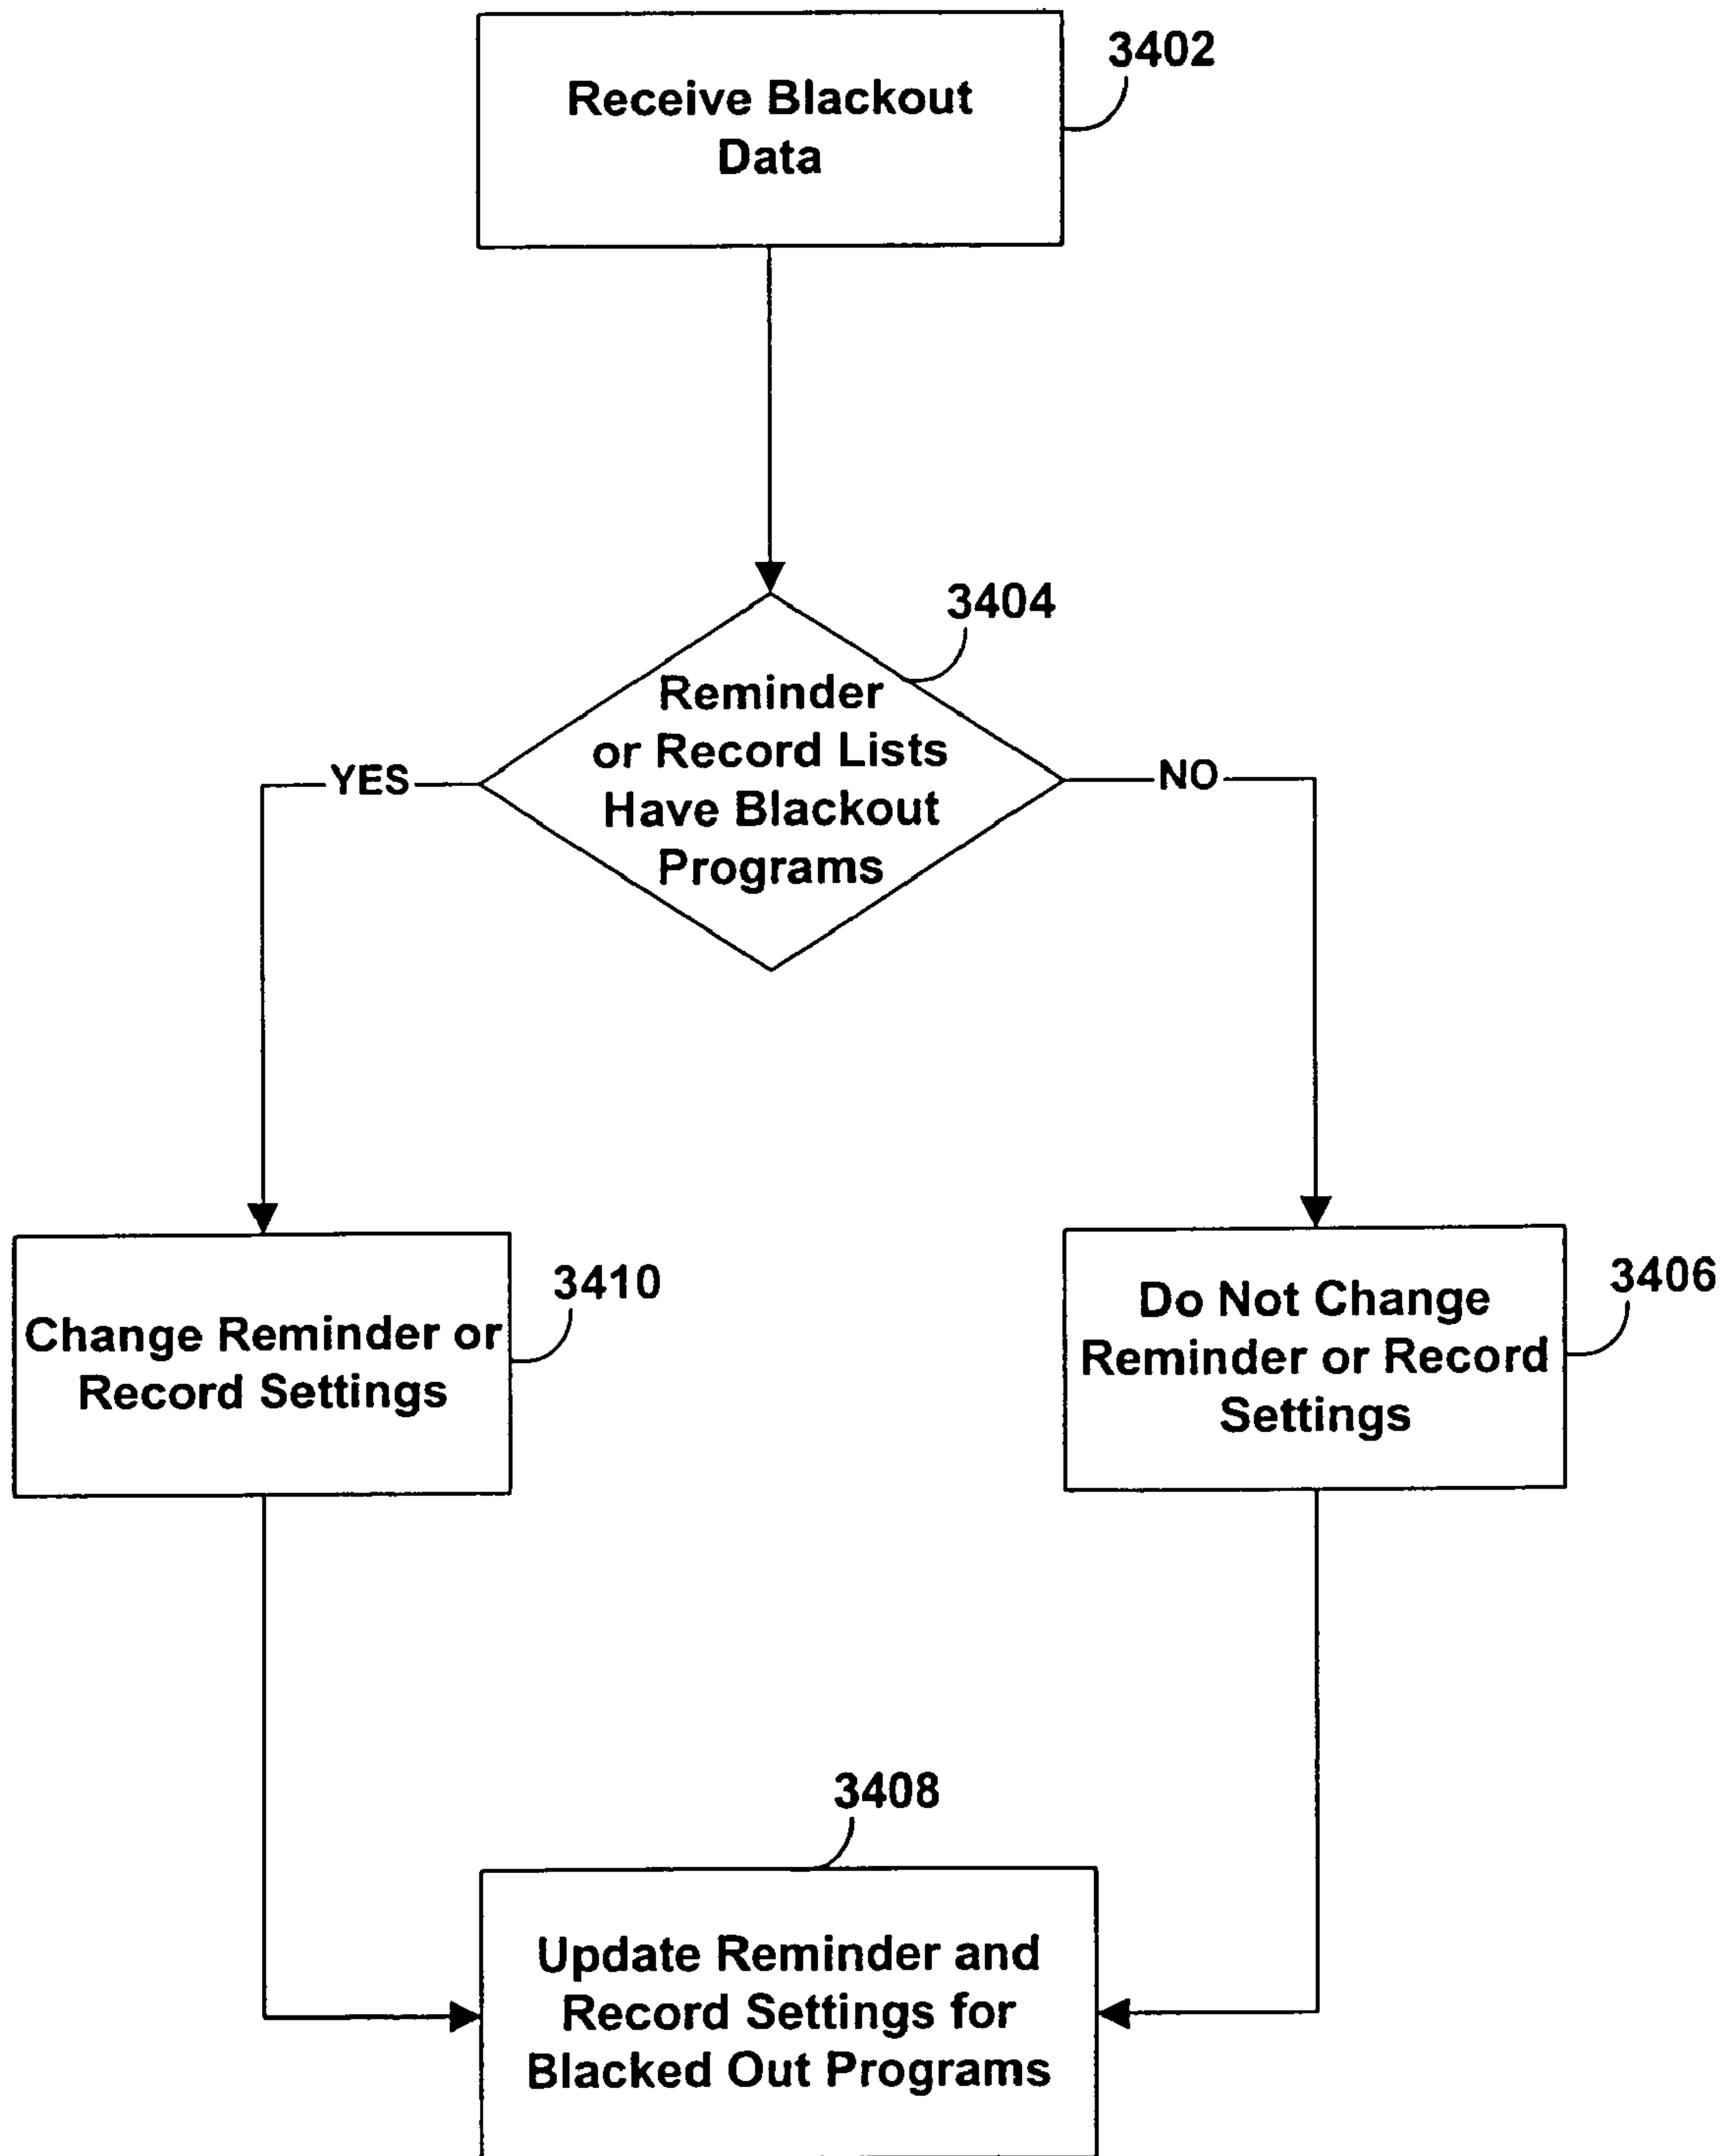 3402
Receive Blackout
Data
3404
Reminder
or Record Lists
Have Blackout
Programs
YES
NO
3410
Change Reminder or
Record Settings
3406
Do Not Change
Reminder or Record
Settings
3408
Update Reminder and
Record Settings for
Blacked Out Programs